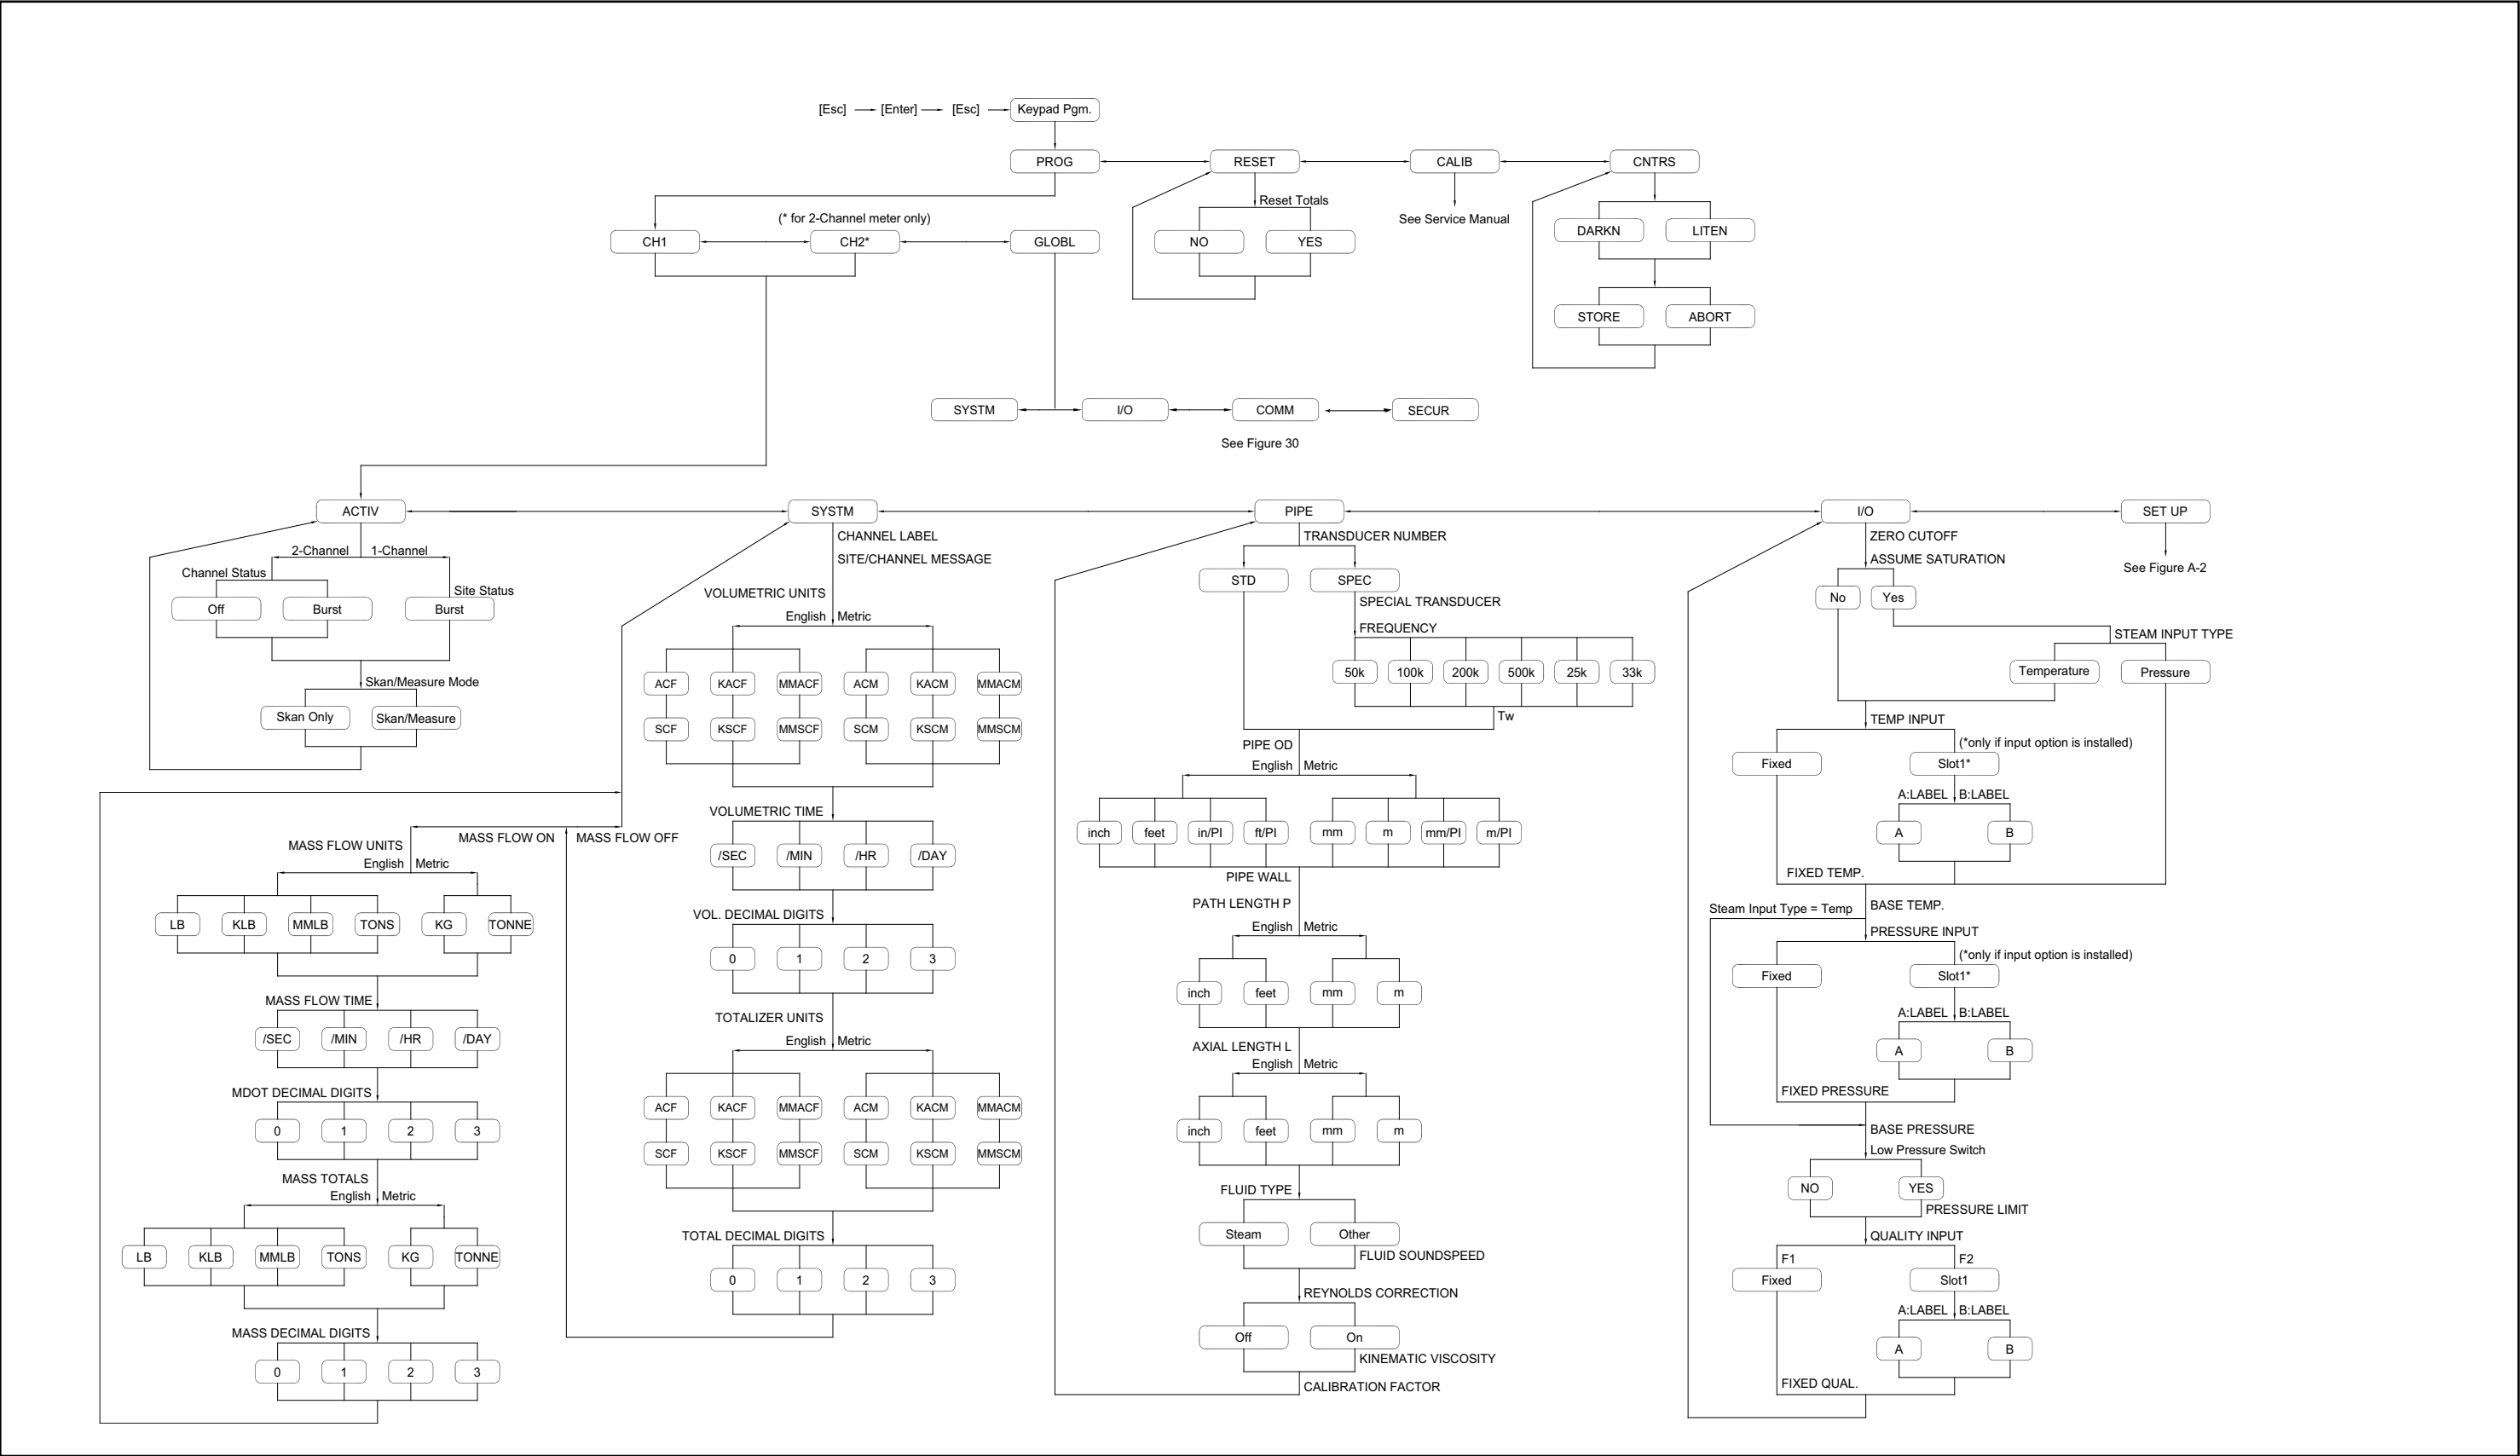 [Esc] [Enter] [Esc] Keypad Pgm.
PROG RESET CALIB CNTRS
Reset Totals
See Service Manual
(* for 2-Channel meter only)
CH1 CH2* GLOBL
NO YES
DARKN LITEN
STORE ABORT
SYSTM I/O COMM SECUR
See Figure 30
ACTIV SYSTM PIPE I/O SET UP
See Figure A-2
2-Channel 1-Channel
Channel Status
Site Status
Off Burst Burst
Skan/Measure Mode
Skan Only Skan/Measure
MASS FLOW ON MASS FLOW OFF
MASS FLOW UNITS
English Metric
LB KLB MMLB TONS KG TONNE
MASS FLOW TIME
/SEC /MIN /HR /DAY
MDOT DECIMAL DIGITS
0 1 2 3
MASS TOTALS
English Metric
LB KLB MMLB TONS KG TONNE
MASS DECIMAL DIGITS
0 1 2 3
CHANNEL LABEL
SITE/CHANNEL MESSAGE
VOLUMETRIC UNITS
English Metric
ACF KACF MMACF ACM KACM MMACM
SCF KSCF MMSCF SCM KSCM MMSCM
VOLUMETRIC TIME
/SEC /MIN /HR /DAY
VOL. DECIMAL DIGITS
0 1 2 3
TOTALIZER UNITS
English Metric
ACF KACF MMACF ACM KACM MMACM
SCF KSCF MMSCF SCM KSCM MMSCM
TOTAL DECIMAL DIGITS
0 1 2 3
TRANSDUCER NUMBER
STD SPEC
SPECIAL TRANSDUCER
FREQUENCY
50k 100k 200k 500k 25k 33k
Tw
PIPE OD
English Metric
inch feet in/PI ft/PI mm m mm/PI m/PI
PIPE WALL
PATH LENGTH P
English Metric
inch feet mm m
AXIAL LENGTH L
English Metric
inch feet mm m
FLUID TYPE
Steam Other
FLUID SOUNDSPEED
REYNOLDS CORRECTION
Off On
KINEMATIC VISCOSITY
CALIBRATION FACTOR
ZERO CUTOFF
ASSUME SATURATION
No Yes
STEAM INPUT TYPE
Temperature Pressure
TEMP INPUT
(*only if input option is installed)
Fixed Slot1*
A:LABEL B:LABEL
A B
FIXED TEMP.
BASE TEMP.
Steam Input Type = Temp
PRESSURE INPUT
(*only if input option is installed)
Fixed Slot1*
A:LABEL B:LABEL
A B
FIXED PRESSURE
BASE PRESSURE
Low Pressure Switch
NO YES
PRESSURE LIMIT
QUALITY INPUT
F1 F2
Fixed Slot1
A:LABEL B:LABEL
A B
FIXED QUAL.